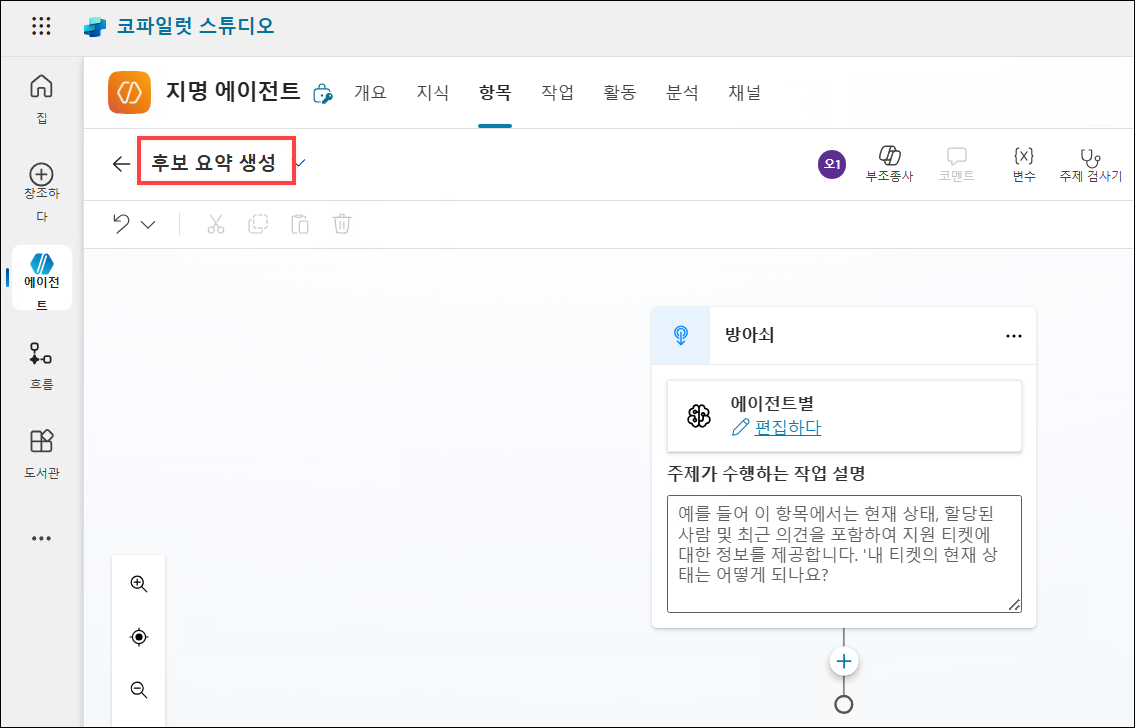 코파일럿 스튜디오
지명 에이전트
개요
지식
항목
작업
활동
분석
채널
집
후보 요약 생성
오1
부조종사
코멘트
{x}
변수
주제 검사기
창조하
다
에이전
트
흐름
도서관
방아쇠
에이전트별
편집하다
주제가 수행하는 작업 설명
예를 들어 이 항목에서는 현재 상태, 할당된
사람 및 최근 의견을 포함하여 지원 티켓에
대한 정보를 제공합니다. '내 티켓의 현재 상
태는 어떻게 되나요?